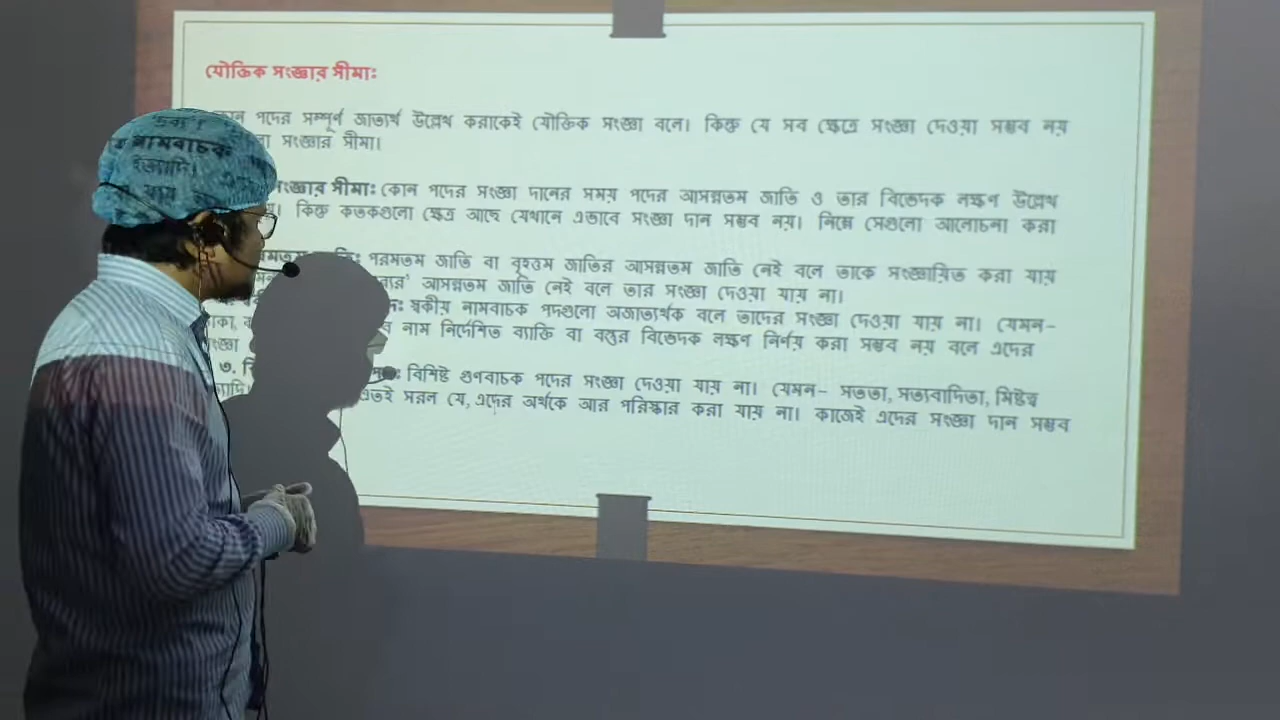 যৌক্তিক সংজ্ঞার সীমাঃ
পদের সম্পূর্ণ জাত্যর্থ উল্লেখ করাকেই যৌক্তিক সংজ্ঞা বলে। কিন্তু যে সব ক্ষেত্রে সংজ্ঞা দেওয়া সম্ভব নয়
সংজ্ঞার সীমা।
সংজ্ঞার সীমাঃ কোন পদের সংজ্ঞা দানের সময় পদের আসন্নতম জাতি ও তার বিভেদক লক্ষণ উল্লেখ
কিন্তু কতকগুলো ক্ষেত্র আছে যেখানে এভাবে সংজ্ঞা দান সম্ভব নয়। নিম্নে সেগুলো আলোচনা করা
পরমতম জাতি বা বৃহত্তম জাতির আসন্নতম জাতি নেই বলে তাকে সংজ্ঞায়িত করা যায়
আসন্নতম জাতি নেই বলে তার সংজ্ঞা দেওয়া যায় না।
স্বকীয় নামবাচক পদগুলো অজাত্যর্থক বলে তাদের সংজ্ঞা দেওয়া যায় না। যেমন-
নাম নির্দেশিত ব্যাক্তি বা বস্তুর বিভেদক লক্ষণ নির্ণয় করা সম্ভব নয় বলে এদের
৩. বিশিষ্ট গুণবাচক পদের সংজ্ঞা দেওয়া যায় না। যেমন- সততা, সত্যবাদিতা, মিষ্টত্ব
এতই সরল যে, এদের অর্থকে আর পরিস্কার করা যায় না। কাজেই এদের সংজ্ঞা দান সম্ভব